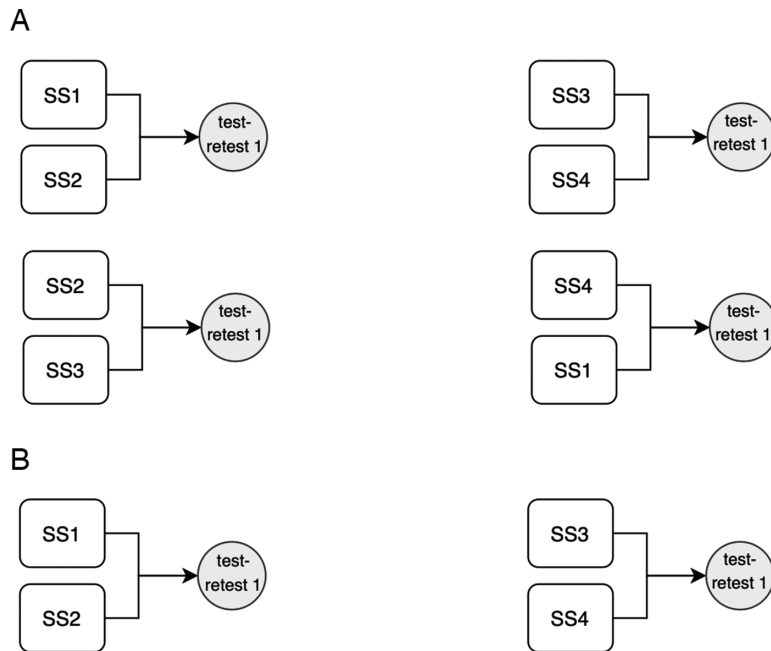 A
SS1
SS2
test-
retest 1
SS3
SS4
test-
retest 1
SS2
SS3
test-
retest 1
SS4
SS1
test-
retest 1
B
SS1
SS2
test-
retest 1
SS3
SS4
test-
retest 1